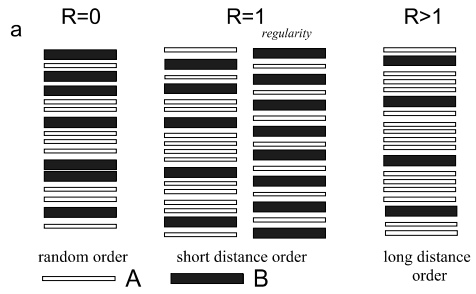 R=0
R=1
R>1
regularity
a
random order
short distance order
long distance
order
A
B